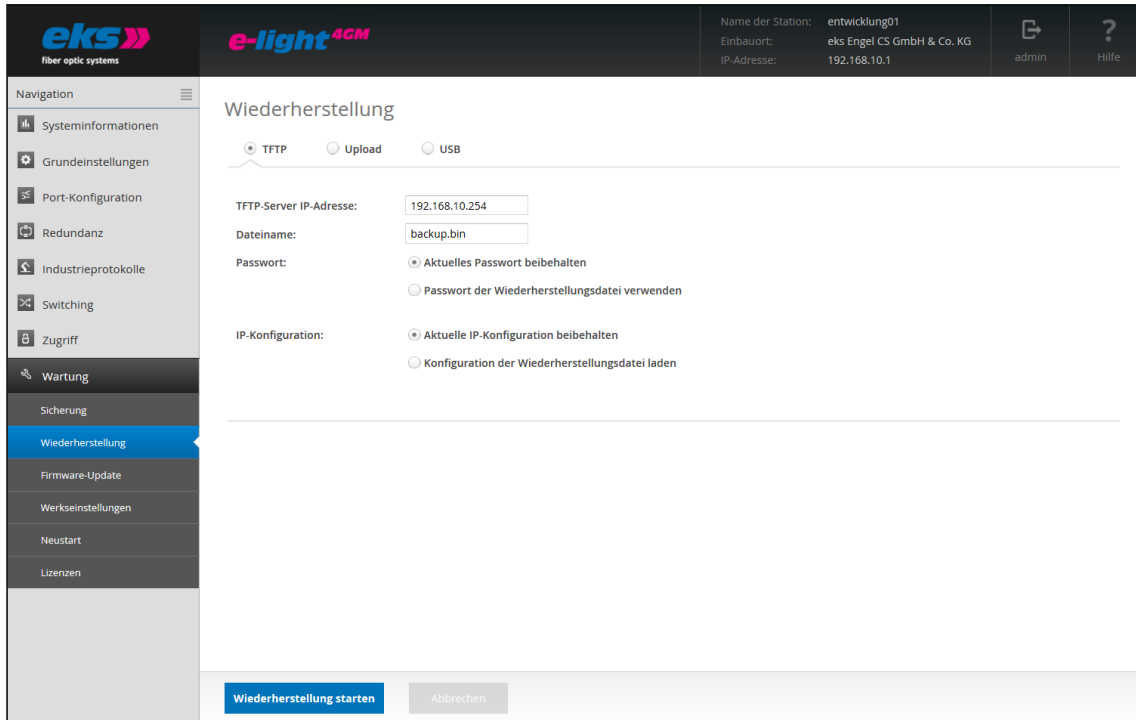 eks
fiber optic systems
e-light 4GM
Name der Station: entwicklung01
Einbauort: eks Engel CS GmbH & Co. KG
IP-Adresse: 192.168.10.1
admin
?
Hilfe
Navigation
Systeminformationen
Grundeinstellungen
Port-Konfiguration
Redundanz
Industrieprotokolle
Switching
Zugriff
Wartung
Sicherung
Wiederherstellung
Firmware-Update
Werkseinstellungen
Neustart
Lizenzen
Wiederherstellung
TFTP Upload USB
TFTP-Server IP-Adresse: 192.168.10.254
Dateiname: backup.bin
Passwort: Aktuelles Passwort beibehalten
Passwort der Wiederherstellungsdatei verwenden
IP-Konfiguration: Aktuelle IP-Konfiguration beibehalten
Konfiguration der Wiederherstellungsdatei laden
Wiederherstellung starten Abbrechen